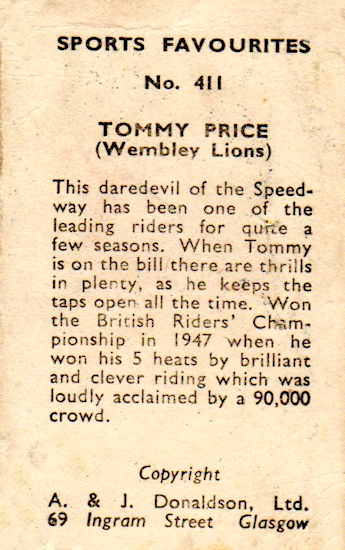 SPORTS FAVOURITES
No. 411
TOMMY PRICE
(Wembley Lions)
This daredevil of the Speed-
way has been one of the
leading riders for quite a
few seasons. When Tommy
is on the bill there are thrills
in plenty, as he keeps the
taps open all the time. Won
the British Riders' Cham-
pionship in 1947 when he
won his 5 heats by brilliant
and clever riding which was
loudly acclaimed by a 90,000
crowd.
Copyright
A. & J. Donaldson, Ltd.
69 Ingram Street Glasgow